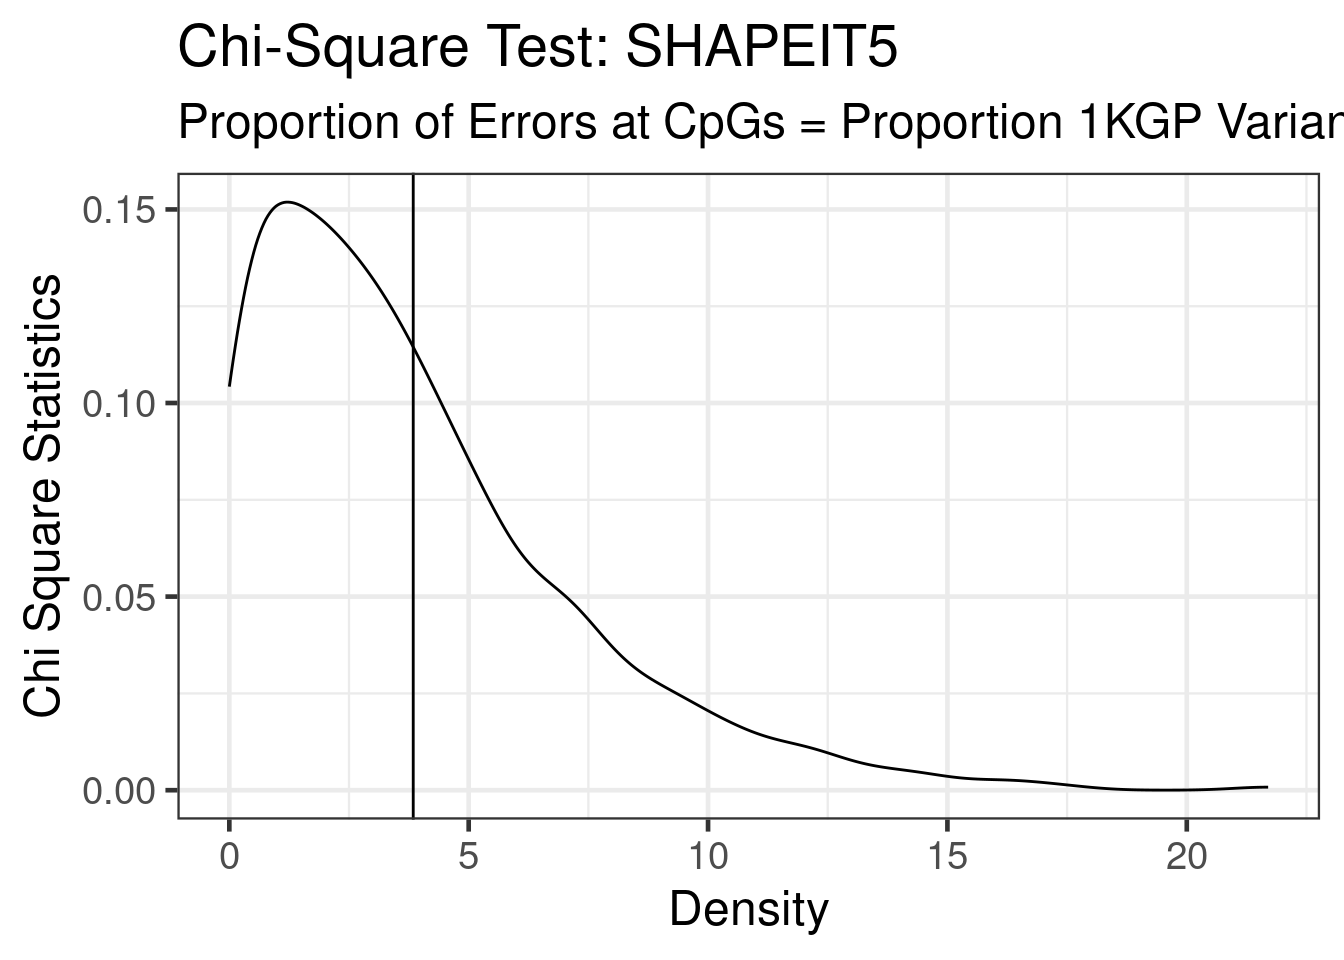 Chi-Square Test: SHAPEIT5
Proportion of Errors at CpGs = Proportion 1KGP Varian
0.15
0.10
0.05
0.00
Chi Square Statistics
0
5
10
15
20
Density